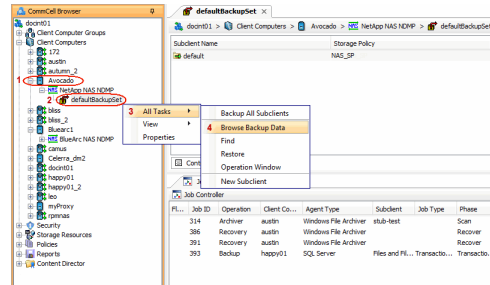 CommCell Browser
defaultBackupSet ×
docint01
Client Computer Groups
Client Computers
172
austin
autumn_2
1 Avocado
NetApp NAS NDMP
2 defaultBackupSet
bliss
bliss_2
Bluearc1
BlueArc NAS NDMP
camus
Celerra_dm2
docint01
happy01
happy01_2
leo
myProxy
rpmnas
Security
Storage Resources
Policies
Reports
Content Director
docint01 > Client Computers > Avocado > NetApp NAS NDMP > defaultBackupSet
Subclient Name Storage Policy
default NAS_SP
3 All Tasks
View
Properties
Backup All Subclients
4 Browse Backup Data
Find
Restore
Operation Window
New Subclient
Cont
Job Controller
Fl... Job ID Operation Client Co... Agent Type Subclient Job Type Phase
314 Archiver austin Windows File Archiver stub-test Scan
386 Recovery austin Windows File Archiver Recover
391 Recovery austin Windows File Archiver Recover
393 Backup happy01 SQL Server Files and Fil... Transactio... Transactio.